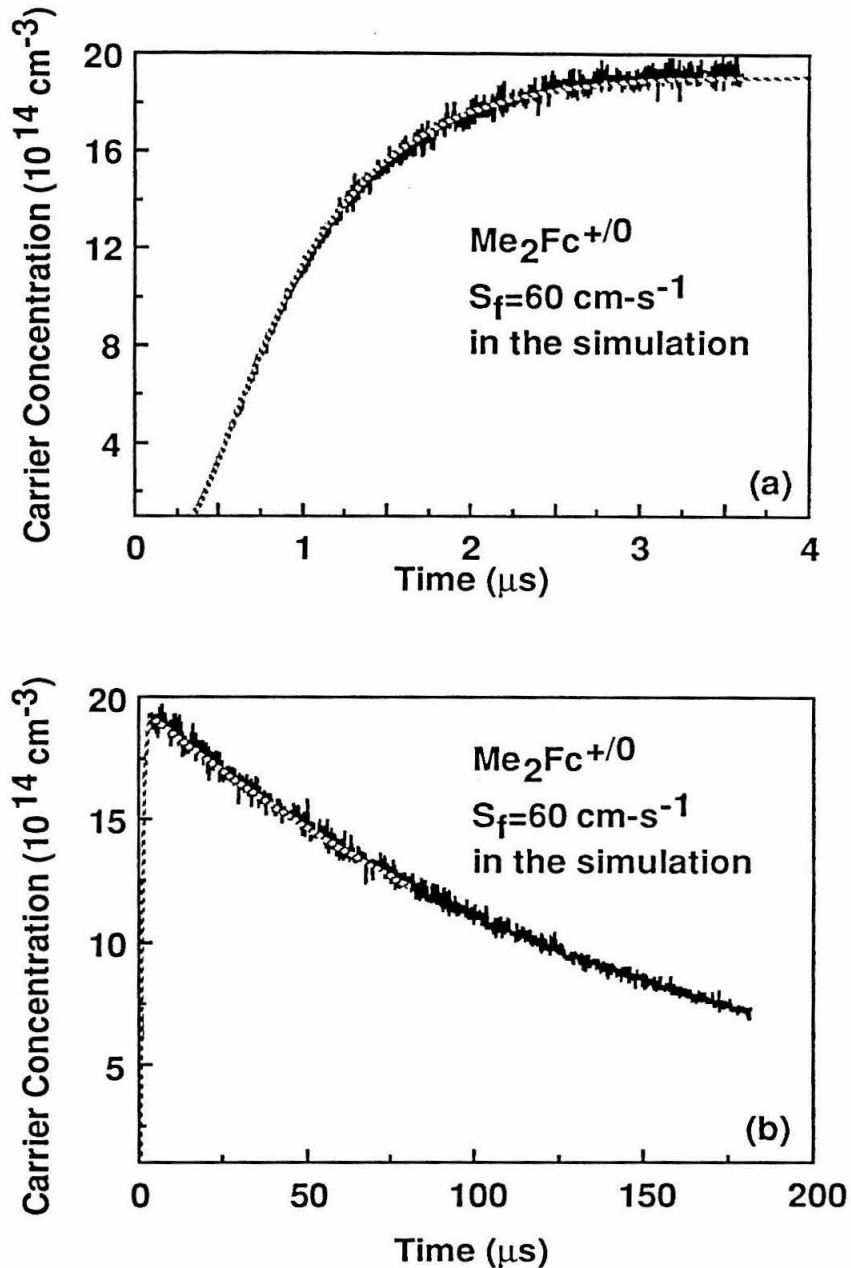 Carrier Concentration (10^14 cm^-3)
20
16
12
8
4
Me2Fc+/0
Sf=60 cm-s^-1
in the simulation
(a)
0
1
2
3
4
Time (μs)
Carrier Concentration (10^14 cm^-3)
20
15
10
5
Me2Fc+/0
Sf=60 cm-s^-1
in the simulation
(b)
0
50
100
150
200
Time (μs)